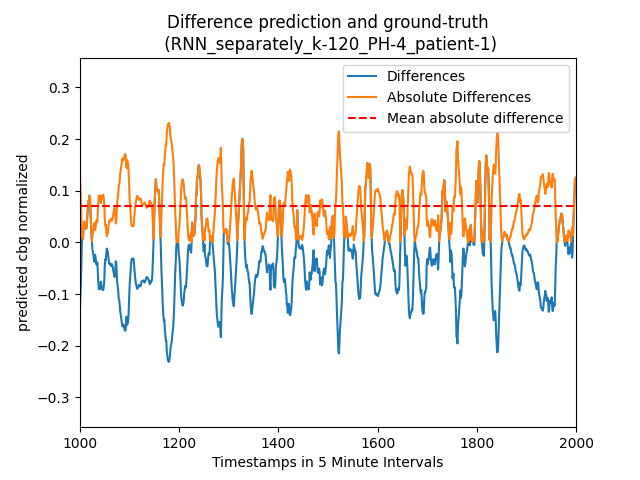 Difference prediction and ground-truth
(RNN_separately_k-120_PH-4_patient-1)
Differences
Absolute Differences
Mean absolute difference
predicted cbg normalized
0.3
0.2
0.1
0.0
−0.1
−0.2
−0.3
1000
1200
1400
1600
1800
2000
Timestamps in 5 Minute Intervals